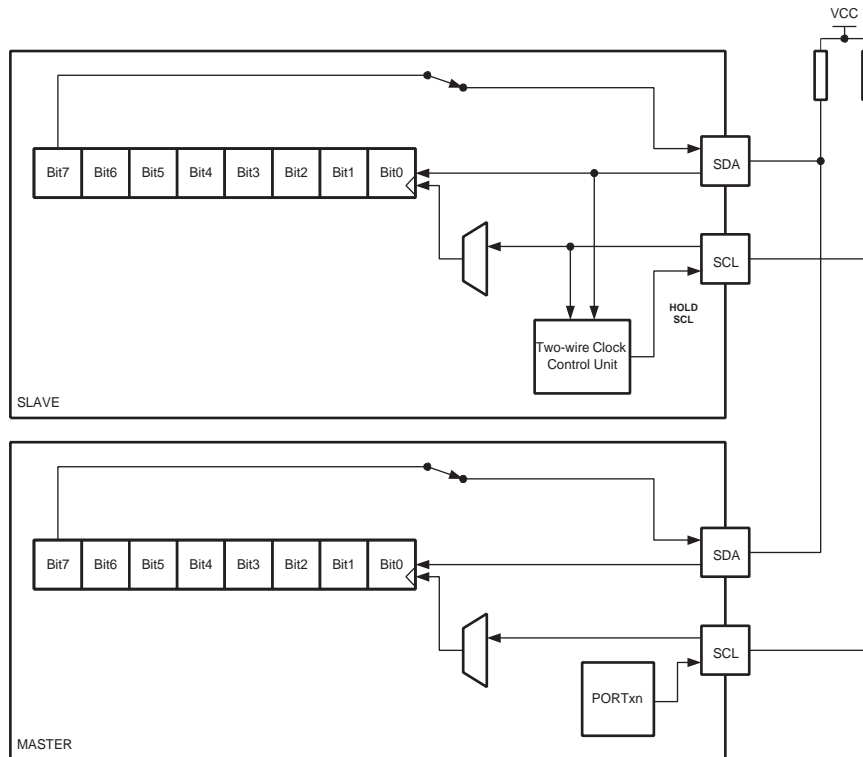 VCC
SDA
Bit7 Bit6 Bit5 Bit4 Bit3 Bit2 Bit1 Bit0
SCL
HOLD
SCL
Two-wire Clock
Control Unit
SLAVE
SDA
Bit7 Bit6 Bit5 Bit4 Bit3 Bit2 Bit1 Bit0
SCL
PORTxn
MASTER